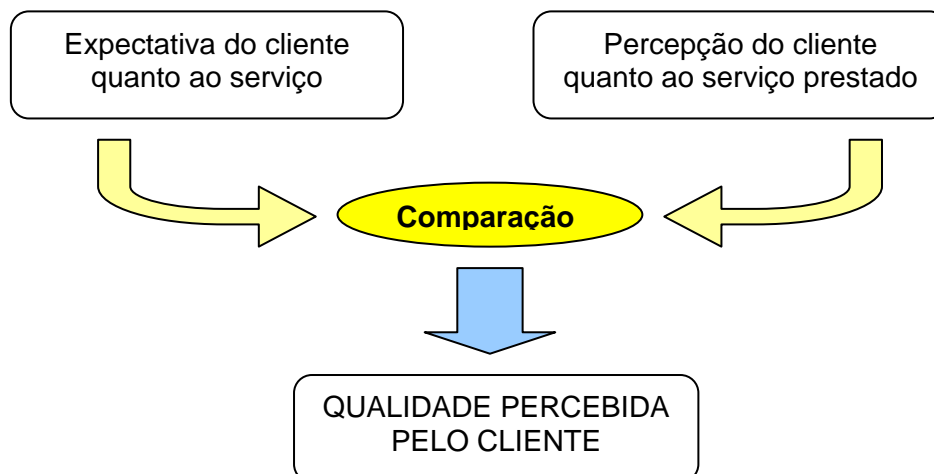 Expectativa do cliente
quanto ao serviço
Percepção do cliente
quanto ao serviço prestado
Comparação
QUALIDADE PERCEBIDA
PELO CLIENTE